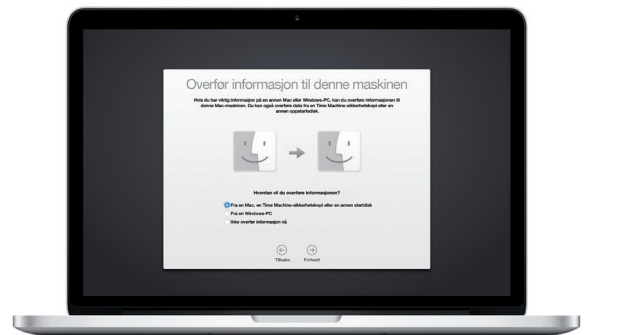 Overfør informasjon til denne maskinen
Hvis du har viktig informasjon på en annen Mac eller Windows-PC, kan du overføre informasjonen til
denne Mac-maskinen. Du kan også overføre data fra en Time Machine-sikkerhetskopi eller en
annen oppstartsdisk.
Hvordan vil du overføre informasjonen?
Fra en Mac, en Time Machine-sikkerhetskopi eller en annen startdisk
Fra en Windows-PC
Ikke overfør informasjon nå
Tilbake Fortsett